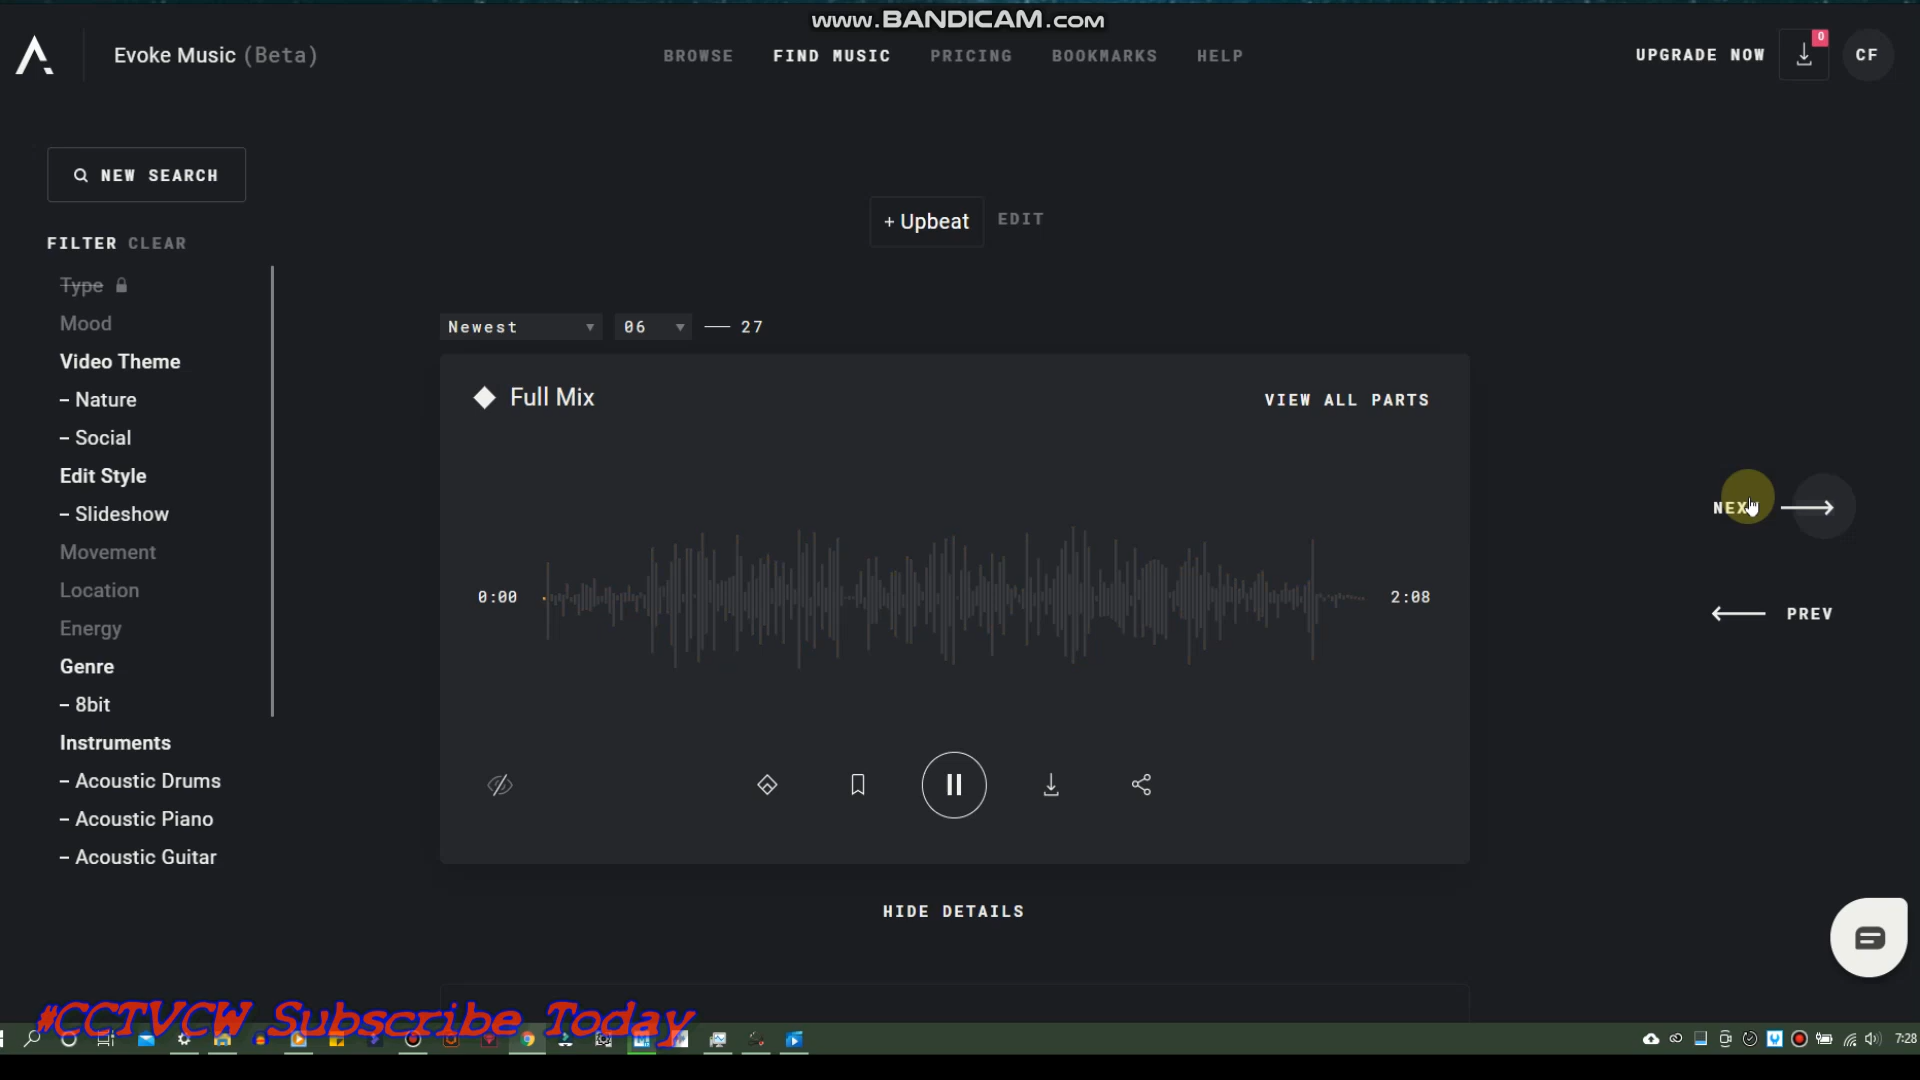 www.BANDICAM.com
Evoke Music (Beta)
BROWSE FIND MUSIC PRICING BOOKMARKS HELP
UPGRADE NOW
0
CF
NEW SEARCH
FILTER CLEAR
Type
Mood
Video Theme
– Nature
– Social
Edit Style
– Slideshow
Movement
Location
Energy
Genre
– 8bit
Instruments
– Acoustic Drums
– Acoustic Piano
– Acoustic Guitar
+ Upbeat EDIT
Newest 06 — 27
Full Mix
VIEW ALL PARTS
0:00
2:08
HIDE DETAILS
NEXT
PREV
#CCTVCW Subscribe Today
7:28